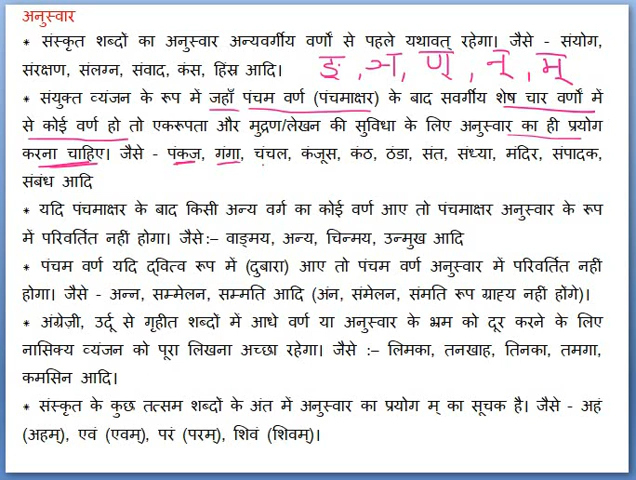 अनुस्वार
* संस्कृत शब्दों का अनुस्वार अन्यवर्गीय वर्णों से पहले यथावत् रहेगा। जैसे - संयोग,
संरक्षण, संलग्न, संवाद, कंस, हिंस्र आदि।
ङ्, ञ्, ण्, न्, म्
* संयुक्त व्यंजन के रूप में जहाँ पंचम वर्ण (पंचमाक्षर) के बाद सवर्गीय शेष चार वर्णों में
से कोई वर्ण हो तो एकरूपता और मुद्रण/लेखन की सुविधा के लिए अनुस्वार का ही प्रयोग
करना चाहिए। जैसे - पंकज, गंगा, चंचल, कंजूस, कंठ, ठंडा, संत, संध्या, मंदिर, संपादक,
संबंध आदि
* यदि पंचमाक्षर के बाद किसी अन्य वर्ग का कोई वर्ण आए तो पंचमाक्षर अनुस्वार के रूप
में परिवर्तित नहीं होगा। जैसे:– वाङ्मय, अन्य, चिन्मय, उन्मुख आदि
* पंचम वर्ण यदि द्वित्व रूप में (दुबारा) आए तो पंचम वर्ण अनुस्वार में परिवर्तित नहीं
होगा। जैसे - अन्न, सम्मेलन, सम्मति आदि (अंन, संमेलन, संमति रूप ग्राह्य नहीं होंगे)।
* अंग्रेज़ी, उर्दू से गृहीत शब्दों में आधे वर्ण या अनुस्वार के भ्रम को दूर करने के लिए
नासिक्य व्यंजन को पूरा लिखना अच्छा रहेगा। जैसे :– लिमका, तनखाह, तिनका, तमगा,
कमसिन आदि।
* संस्कृत के कुछ तत्सम शब्दों के अंत में अनुस्वार का प्रयोग म् का सूचक है। जैसे - अहं
(अहम्), एवं (एवम्), परं (परम्), शिवं (शिवम्)।